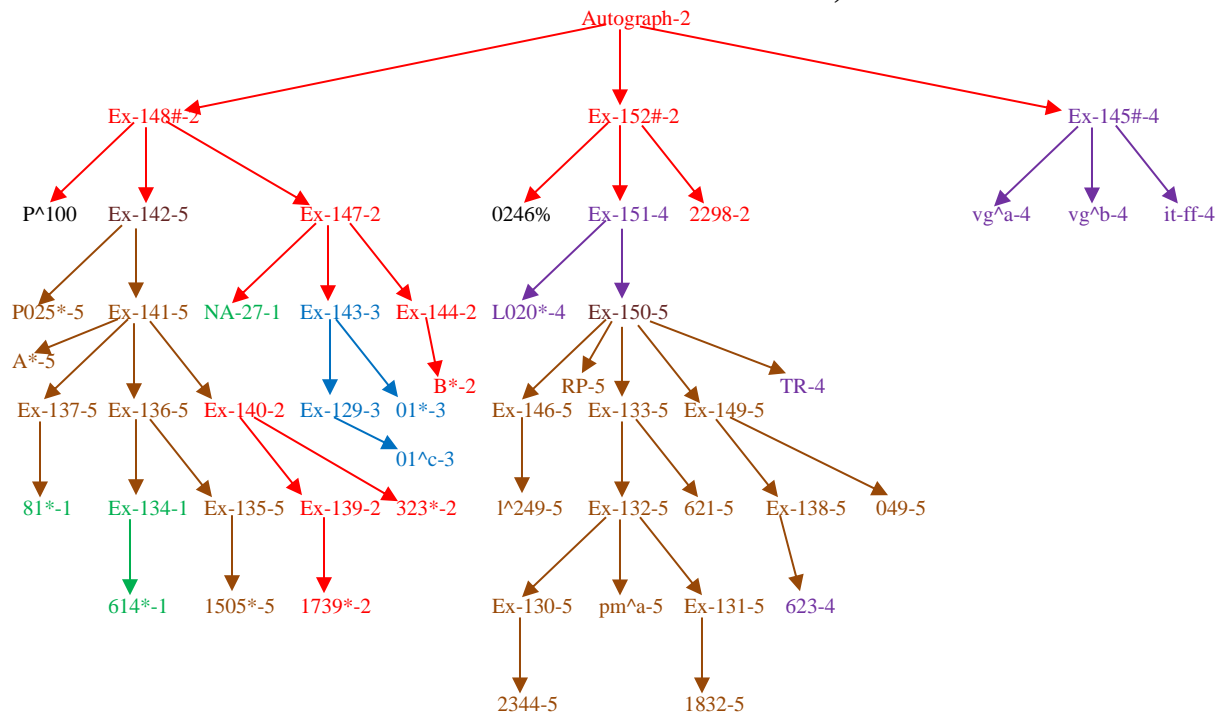 Autograph-2
Ex-148#-2 Ex-152#-2 Ex-145#-4
P^100 Ex-142-5 Ex-147-2 0246% Ex-151-4 2298-2 vg^a-4 vg^b-4 it-ff-4
P025*-5 Ex-141-5 NA-27-1 Ex-143-3 Ex-144-2 L020*-4 Ex-150-5
A*-5 B*-2 RP-5 TR-4
Ex-137-5 Ex-136-5 Ex-140-2 Ex-129-3 01*-3 Ex-146-5 Ex-133-5 Ex-149-5
01^c-3
81*-1 Ex-134-1 Ex-135-5 Ex-139-2 323*-2 l^249-5 Ex-132-5 621-5 Ex-138-5 049-5
614*-1 1505*-5 1739*-2 Ex-130-5 pm^a-5 Ex-131-5 623-4
2344-5 1832-5